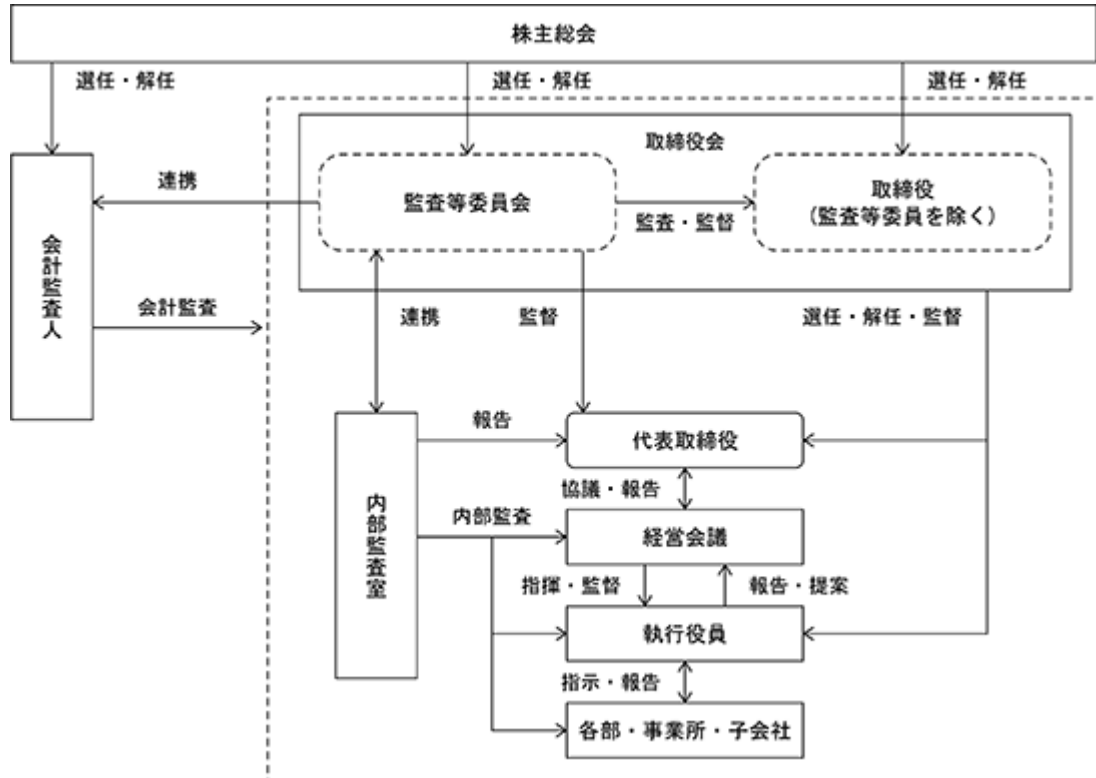 株主総会
選任・解任
選任・解任
選任・解任
取締役会
監査等委員会
取締役
（監査等委員を除く）
連携
監査・監督
会計監査人
会計監査
連携
監督
選任・解任・監督
内部監査室
報告
代表取締役
協議・報告
内部監査
経営会議
指揮・監督
報告・提案
執行役員
指示・報告
各部・事業所・子会社